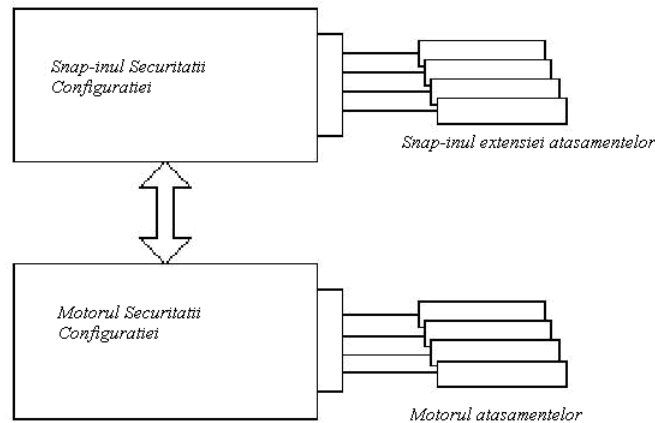 Snap-inul Securitatii
Configuratiei
Snap-inul extensiei atasamentelor
Motorul Securitatii
Configuratiei
Motorul atasamentelor